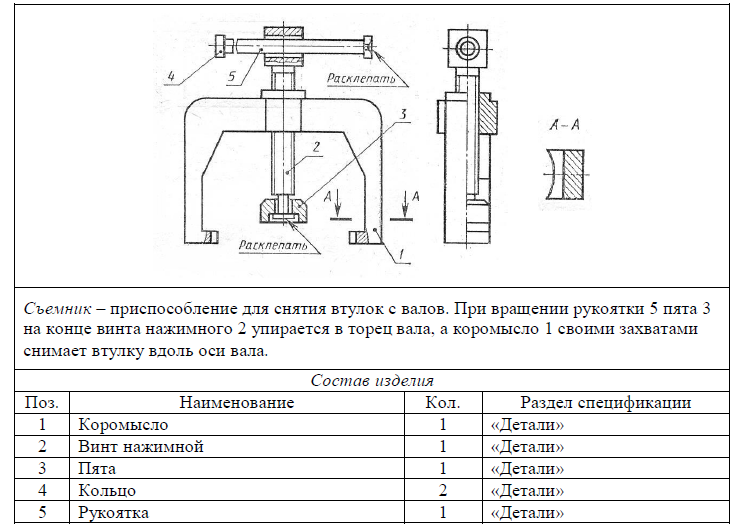 4
5
Расклепать
3
А – А
2
А
А
Расклепать
1
Съемник – приспособление для снятия втулок с валов. При вращении рукоятки 5 пята 3
на конце винта нажимного 2 упирается в торец вала, а коромысло 1 своими захватами
снимает втулку вдоль оси вала.
Состав изделия
Поз. Наименование Кол. Раздел спецификации
1 Коромысло 1 «Детали»
2 Винт нажимной 1 «Детали»
3 Пята 1 «Детали»
4 Кольцо 2 «Детали»
5 Рукоятка 1 «Детали»